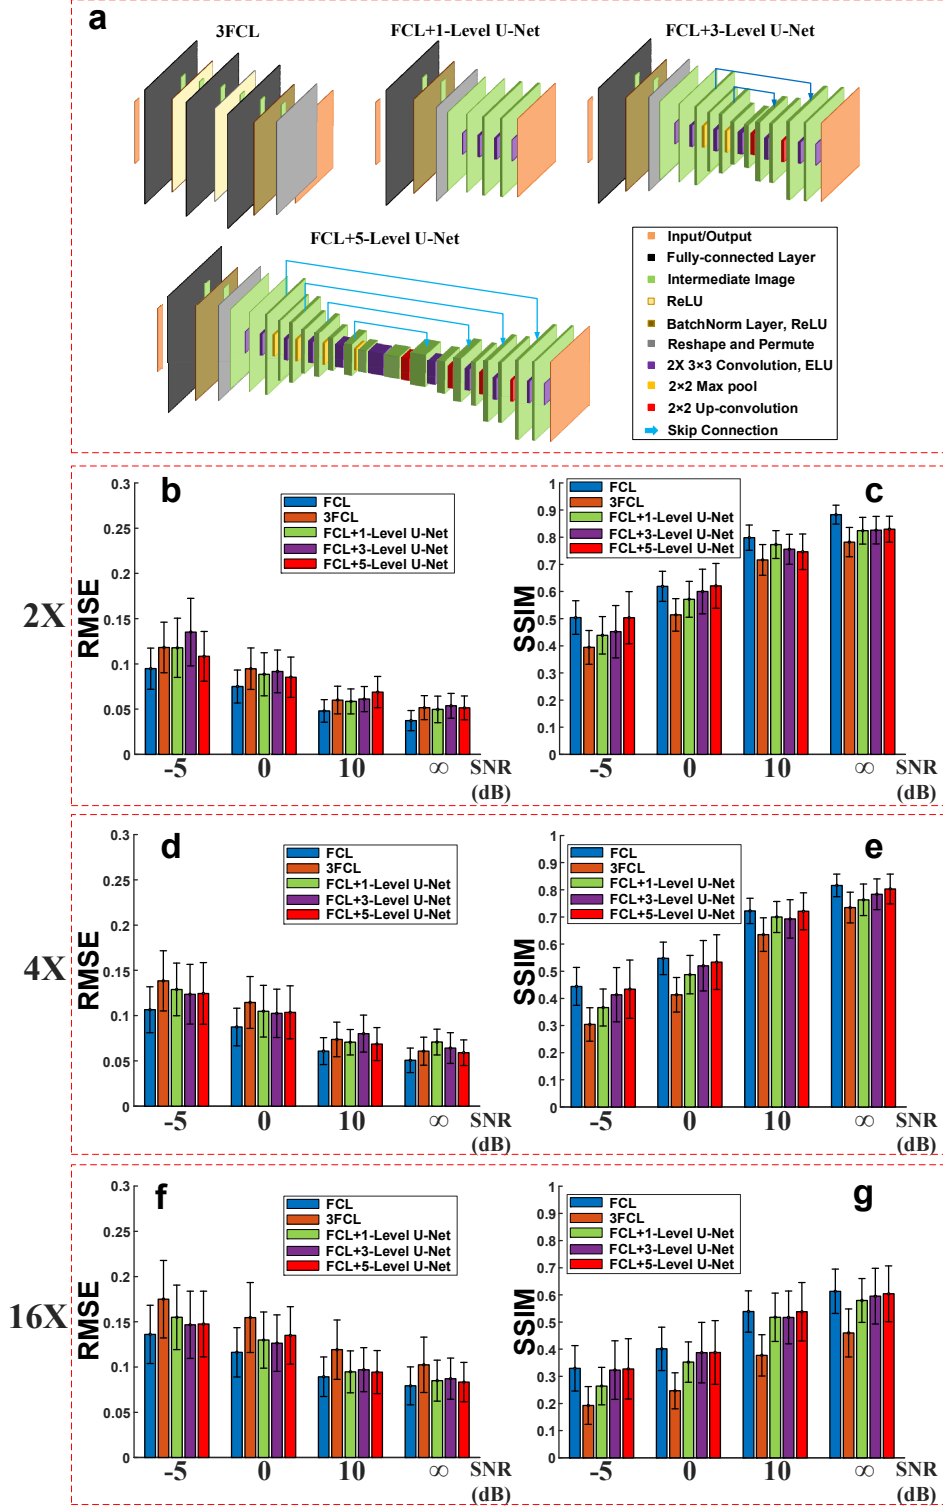 a
3FCL
FCL+1-Level U-Net
FCL+3-Level U-Net
FCL+5-Level U-Net
Input/Output
Fully-connected Layer
Intermediate Image
ReLU
BatchNorm Layer, ReLU
Reshape and Permute
2X 3×3 Convolution, ELU
2×2 Max pool
2×2 Up-convolution
Skip Connection
2X
b
RMSE
0.3
0.25
0.2
0.15
0.1
0.05
0
FCL
3FCL
FCL+1-Level U-Net
FCL+3-Level U-Net
FCL+5-Level U-Net
-5 0 10 ∞ SNR
(dB)
c
SSIM
1
0.9
0.8
0.7
0.6
0.5
0.4
0.3
0.2
0.1
0
FCL
3FCL
FCL+1-Level U-Net
FCL+3-Level U-Net
FCL+5-Level U-Net
-5 0 10 ∞ SNR
(dB)
4X
d
RMSE
0.3
0.25
0.2
0.15
0.1
0.05
0
FCL
3FCL
FCL+1-Level U-Net
FCL+3-Level U-Net
FCL+5-Level U-Net
-5 0 10 ∞ SNR
(dB)
e
SSIM
1
0.9
0.8
0.7
0.6
0.5
0.4
0.3
0.2
0.1
0
FCL
3FCL
FCL+1-Level U-Net
FCL+3-Level U-Net
FCL+5-Level U-Net
-5 0 10 ∞ SNR
(dB)
16X
f
RMSE
0.3
0.25
0.2
0.15
0.1
0.05
0
FCL
3FCL
FCL+1-Level U-Net
FCL+3-Level U-Net
FCL+5-Level U-Net
-5 0 10 ∞ SNR
(dB)
g
SSIM
1
0.9
0.8
0.7
0.6
0.5
0.4
0.3
0.2
0.1
0
FCL
3FCL
FCL+1-Level U-Net
FCL+3-Level U-Net
FCL+5-Level U-Net
-5 0 10 ∞ SNR
(dB)